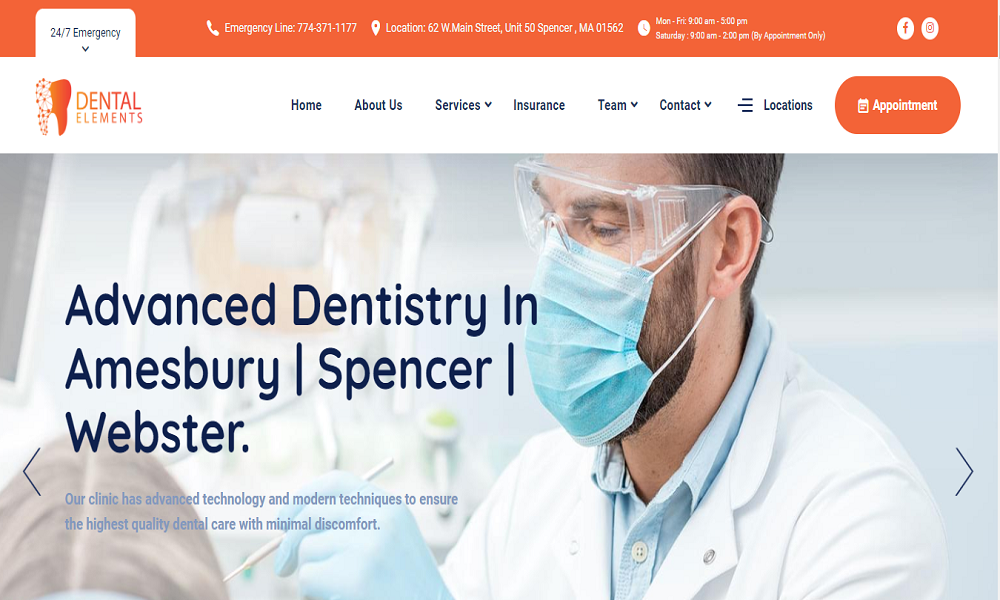 24/7 Emergency
Emergency Line: 774-371-1177
Location: 62 W.Main Street, Unit 50 Spencer , MA 01562
Mon - Fri: 9:00 am - 5:00 pm
Saturday : 9:00 am - 2:00 pm (By Appointment Only)
DENTAL
ELEMENTS
Home
About Us
Services
Insurance
Team
Contact
Locations
Appointment
Advanced Dentistry In
Amesbury | Spencer |
Webster.
Our clinic has advanced technology and modern techniques to ensure
the highest quality dental care with minimal discomfort.